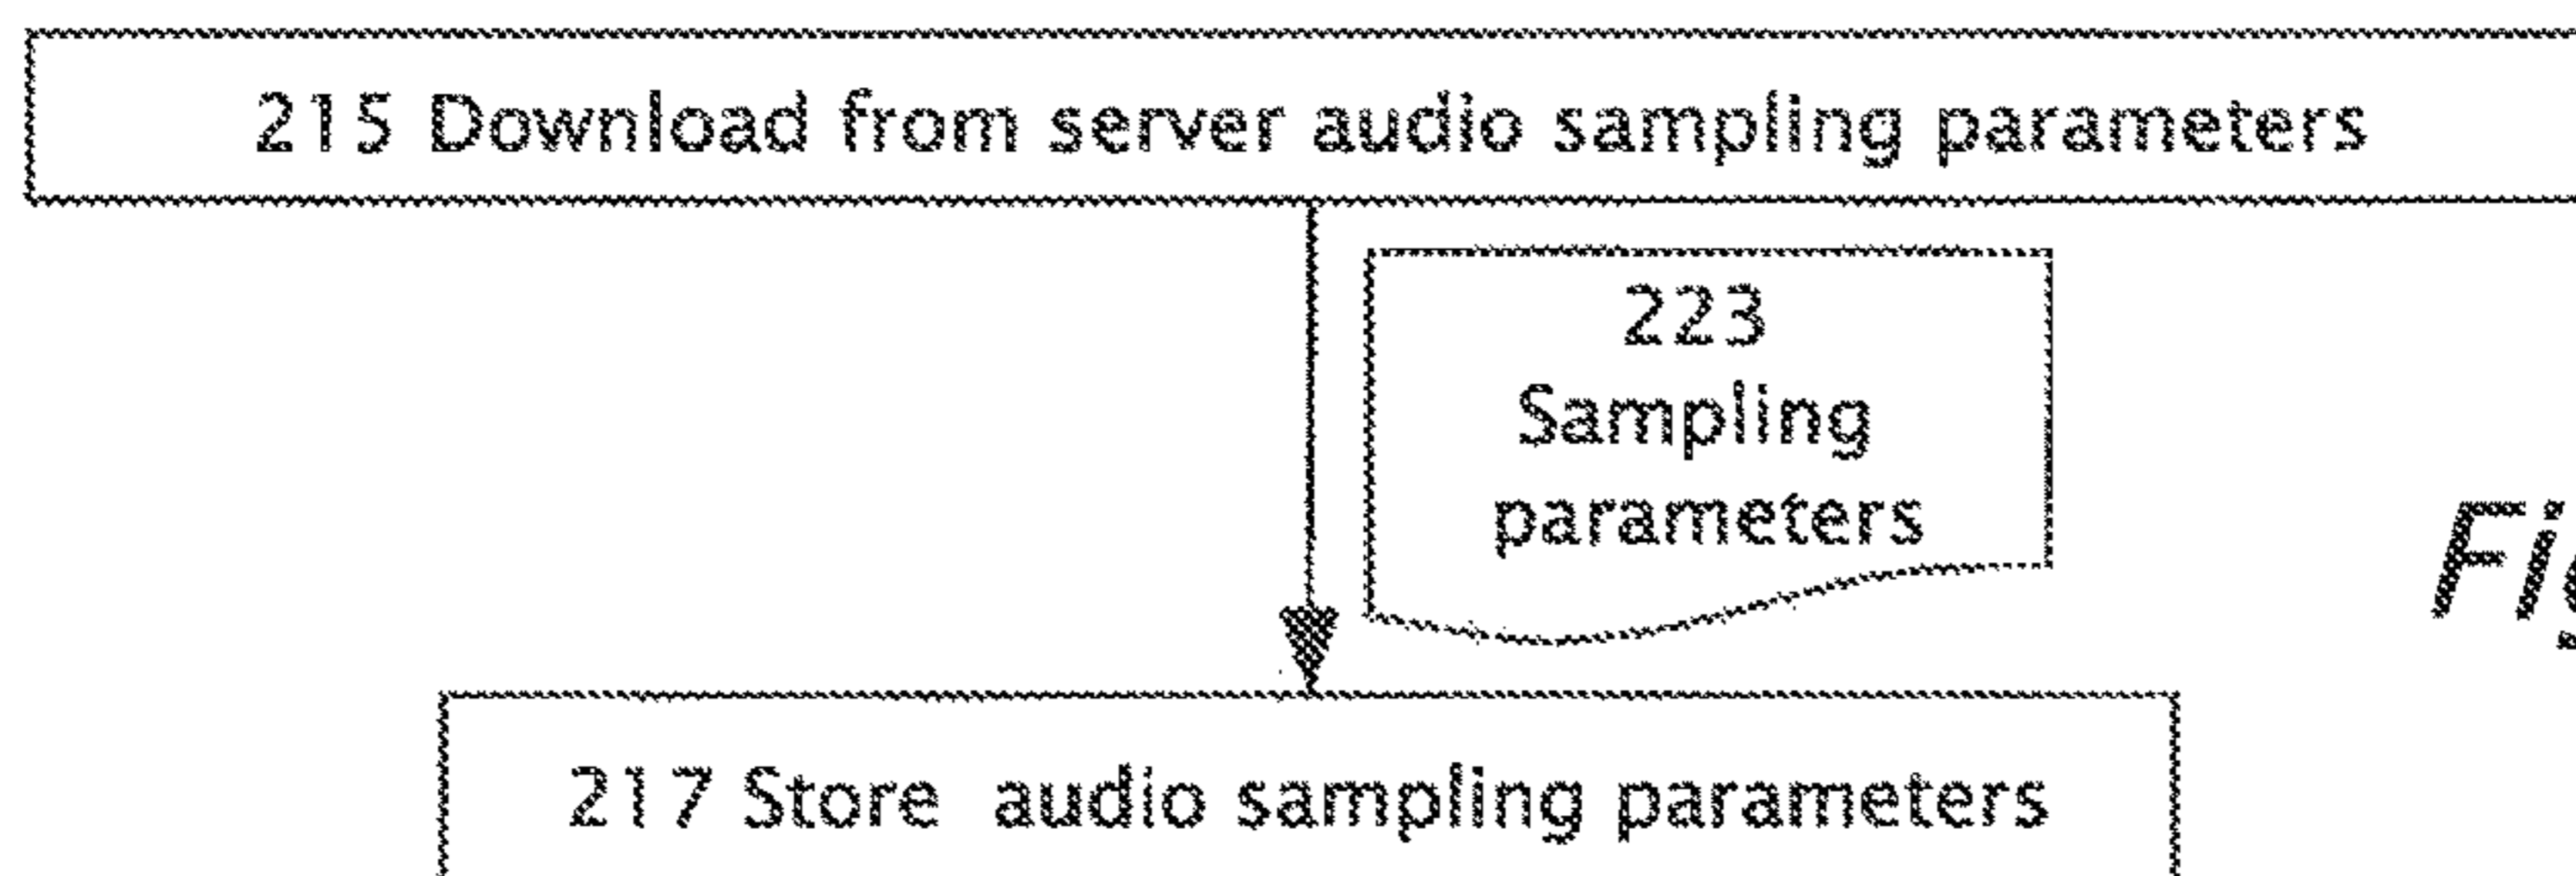 215 Download from server audio sampling parameters
223
Sampling
parameters
217 Store audio sampling parameters